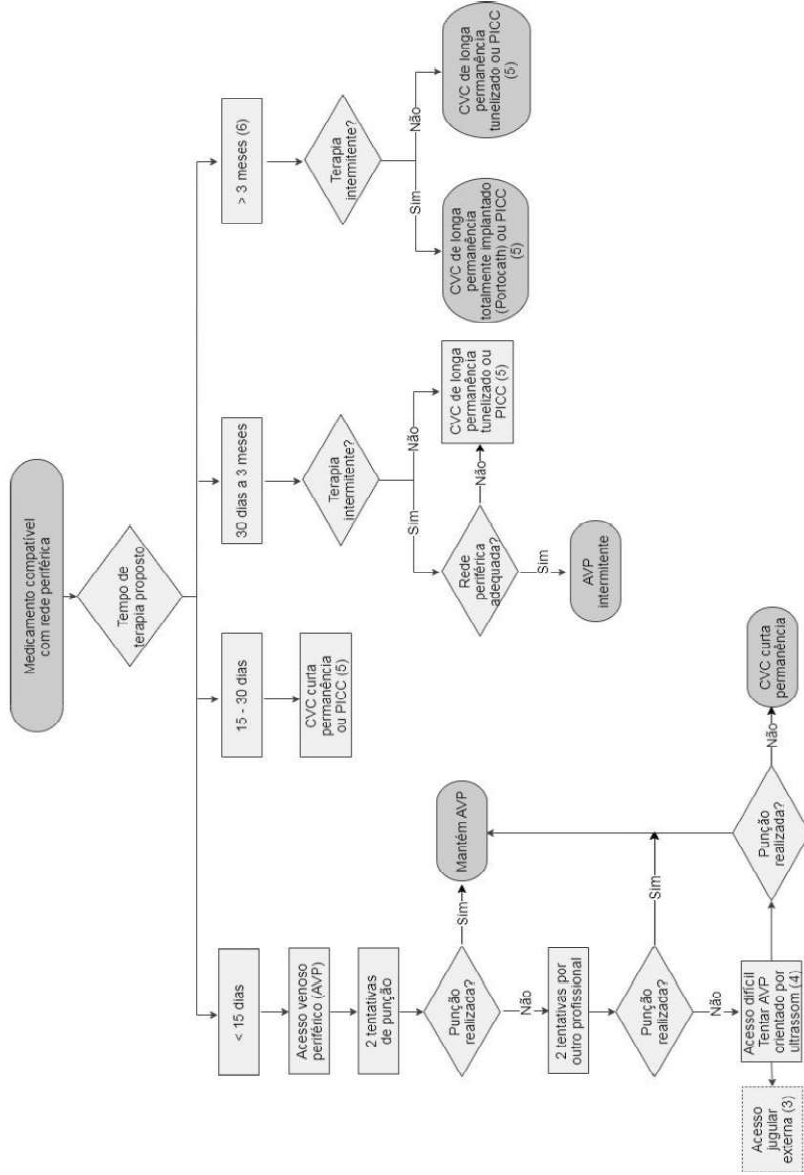 Medicamento compatível
com rede periférica
Tempo de
terapia proposto
< 15 dias
15 - 30 dias
30 dias a 3 meses
> 3 meses (6)
Acesso venoso
periférico (AVP)
2 tentativas
de punção
Punção
realizada?
Sim
Mantém AVP
Não
2 tentativas por
outro profissional
Punção
realizada?
Sim
Não
Acesso difícil
Tentar AVP
orientado por
ultrassom (4)
Acesso
jugular
externa (3)
Punção
realizada?
Não
CVC curta
permanência
CVC curta
permanência
ou PICC (5)
Terapia
intermitente?
Sim
Não
Rede
periférica
adequada?
Não
Sim
AVP
intermitente
CVC de longa
permanência
tunelizado ou
PICC (5)
Terapia
intermitente?
Sim
Não
CVC de longa
permanência
totalmente implantado
(Portocath) ou PICC
(5)
CVC de longa
permanência
tunelizado ou PICC
(5)